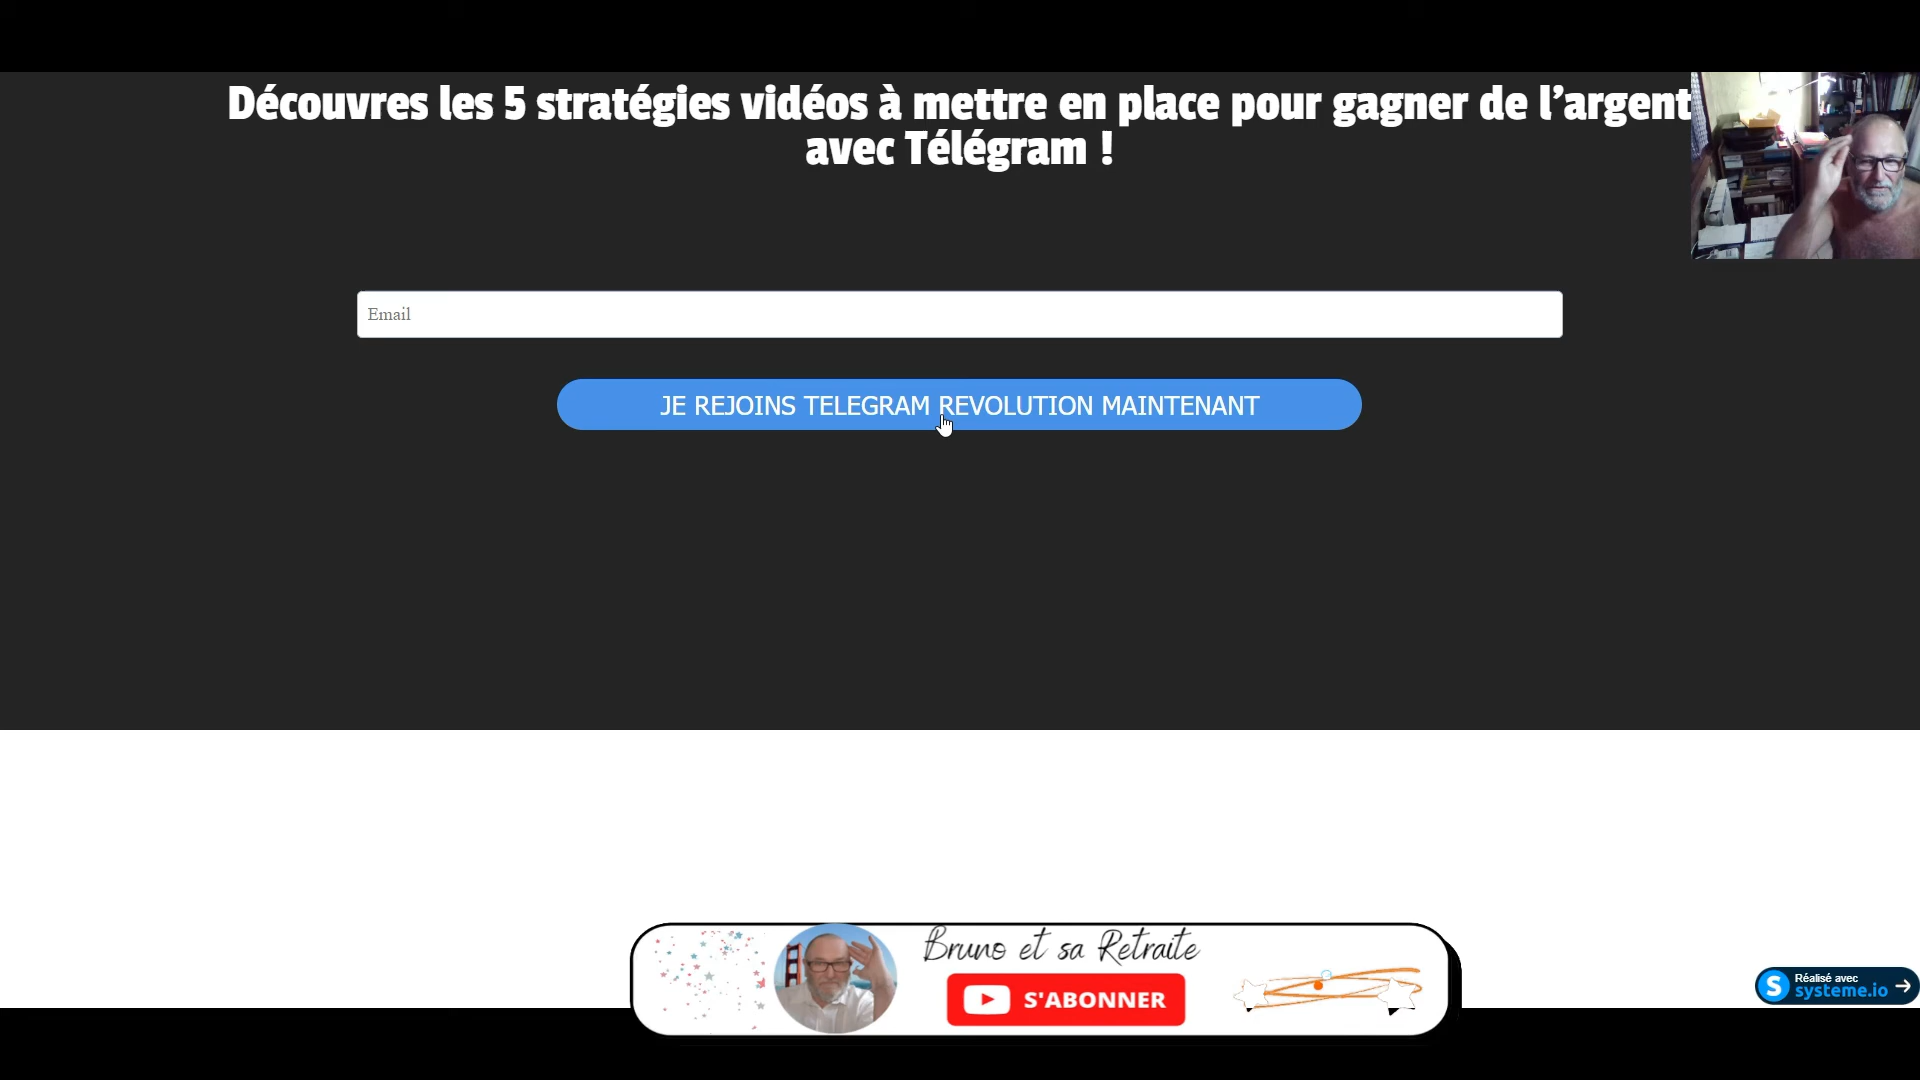 Découvres les 5 stratégies vidéos à mettre en place pour gagner de l'argent
avec Télégram !
Email
JE REJOINS TELEGRAM REVOLUTION MAINTENANT
Bruno et sa Retraite
S'ABONNER
Réalisé avec
systeme.io